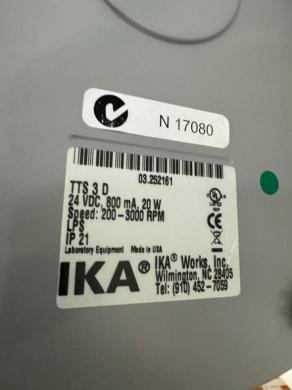 N 17080
03.252161
TTS 3 D
24 VDC, 800 mA, 20 W
Speed: 200-3000 RPM
LPS
IP 21
Laboratory Equipment Made in USA
IKA® IKA® Works, Inc.
Wilmington, NC 28405
Tel: (910) 452-7059